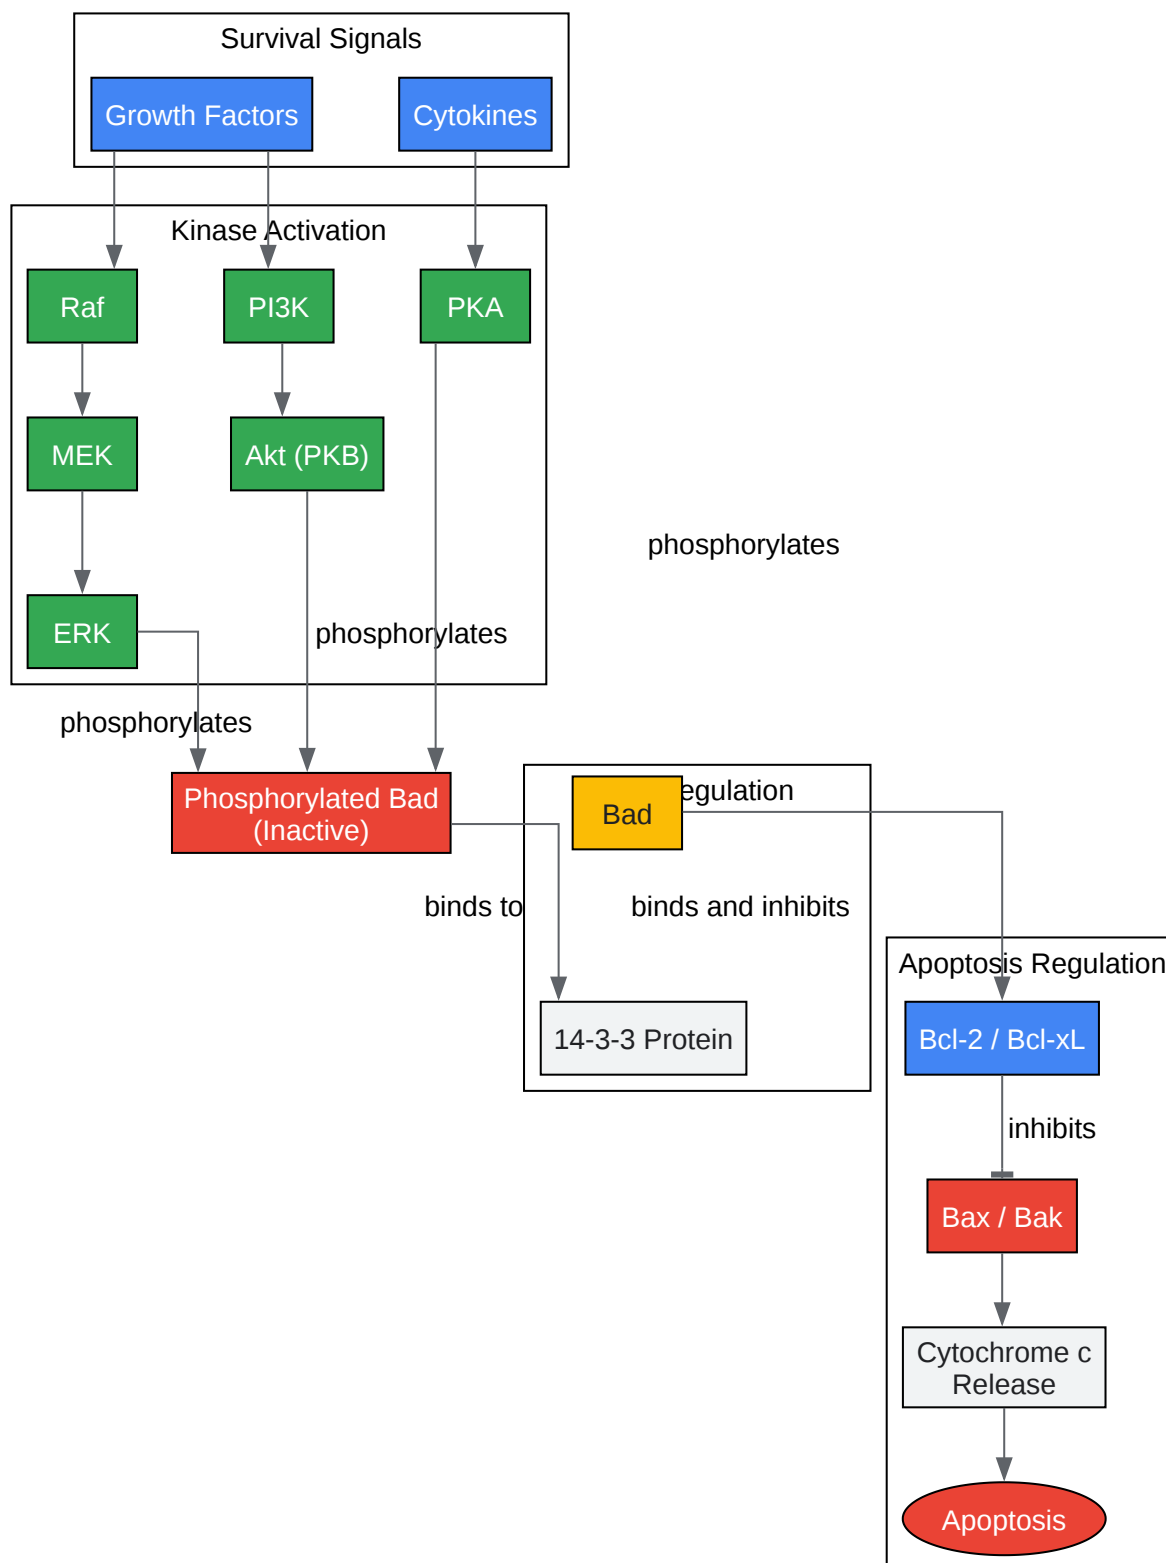 Survival Signals
Growth Factors
Cytokines
Kinase Activation
Raf
PI3K
PKA
MEK
Akt (PKB)
phosphorylates
ERK
phosphorylates
phosphorylates
Phosphorylated Bad
(Inactive)
Bad
egulation
binds to
binds and inhibits
Apoptosis Regulation
14-3-3 Protein
Bcl-2 / Bcl-xL
inhibits
Bax / Bak
Cytochrome c
Release
Apoptosis